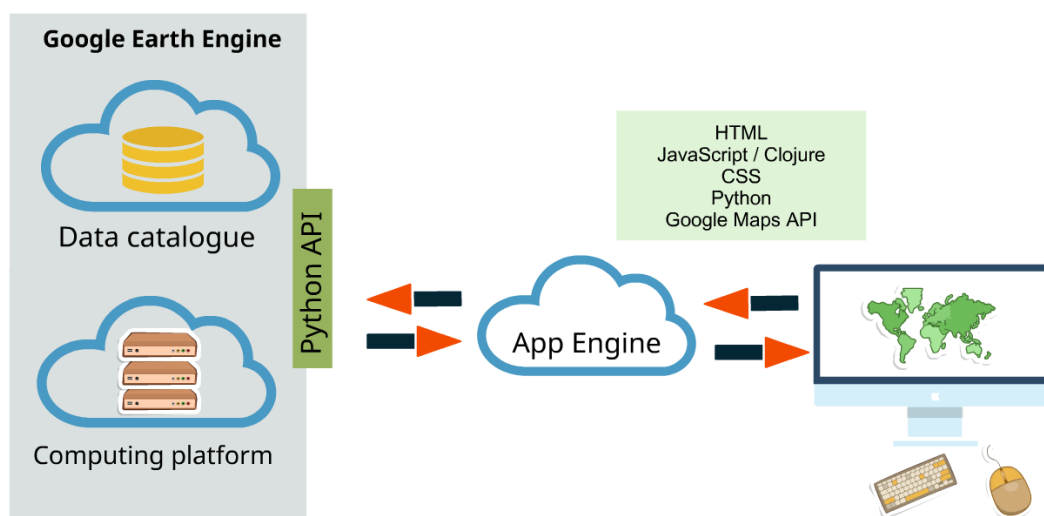 Google Earth Engine
Data catalogue
Computing platform
Python API
App Engine
HTML
JavaScript / Clojure
CSS
Python
Google Maps API